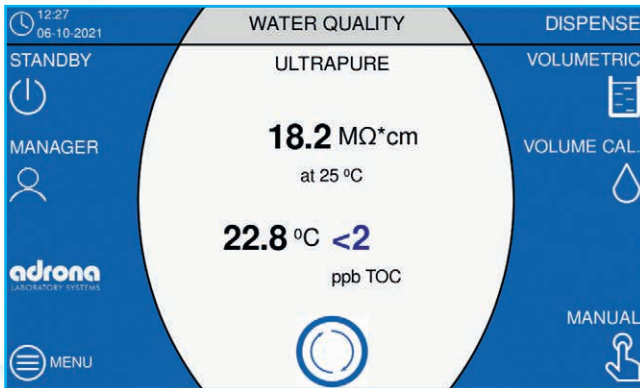 12:27
06-10-2021
WATER QUALITY
DISPENSE
STANDBY
ULTRAPURE
VOLUMETRIC
18.2 MΩ*cm
at 25 ºC
MANAGER
VOLUME CAL.
22.8 ºC <2
ppb TOC
adrona
LABORATORY SYSTEMS
MANUAL
MENU